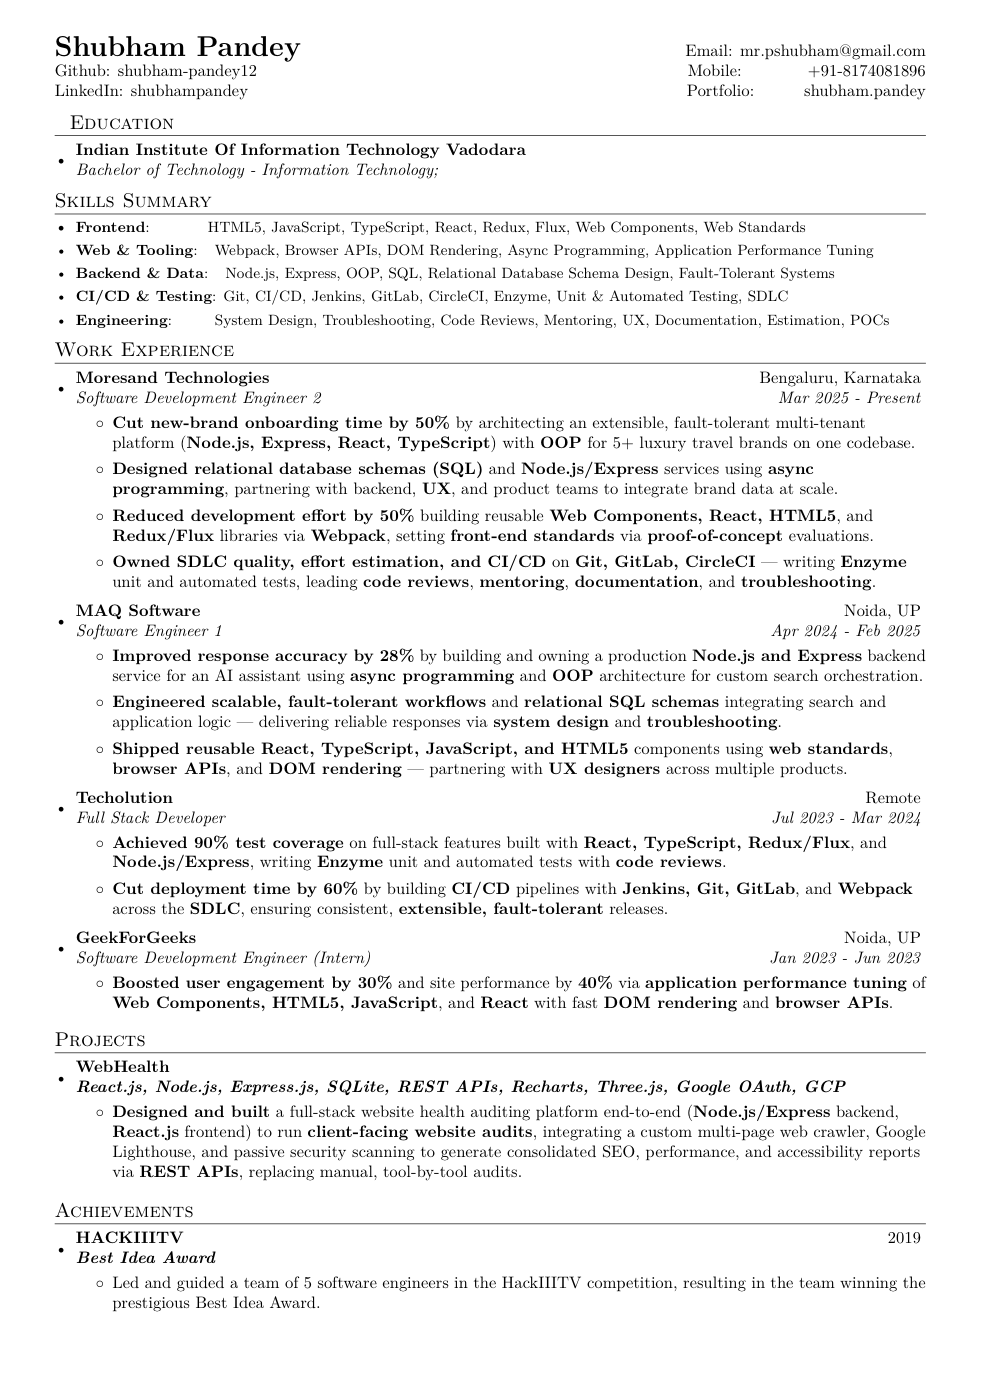 Shubham Pandey
Email: mr.pshubham@gmail.com
Github: shubham-pandey12
Mobile: +91-8174081896
LinkedIn: shubhampandey
Portfolio: shubham.pandey
Education
• Indian Institute Of Information Technology Vadodara
Bachelor of Technology - Information Technology;
Skills Summary
• Frontend: HTML5, JavaScript, TypeScript, React, Redux, Flux, Web Components, Web Standards
• Web & Tooling: Webpack, Browser APIs, DOM Rendering, Async Programming, Application Performance Tuning
• Backend & Data: Node.js, Express, OOP, SQL, Relational Database Schema Design, Fault-Tolerant Systems
• CI/CD & Testing: Git, CI/CD, Jenkins, GitLab, CircleCI, Enzyme, Unit & Automated Testing, SDLC
• Engineering: System Design, Troubleshooting, Code Reviews, Mentoring, UX, Documentation, Estimation, POCs
Work Experience
• Moresand Technologies Bengaluru, Karnataka
Software Development Engineer 2 Mar 2025 - Present
◦ Cut new-brand onboarding time by 50% by architecting an extensible, fault-tolerant multi-tenant
platform (Node.js, Express, React, TypeScript) with OOP for 5+ luxury travel brands on one codebase.
◦ Designed relational database schemas (SQL) and Node.js/Express services using async
programming, partnering with backend, UX, and product teams to integrate brand data at scale.
◦ Reduced development effort by 50% building reusable Web Components, React, HTML5, and
Redux/Flux libraries via Webpack, setting front-end standards via proof-of-concept evaluations.
◦ Owned SDLC quality, effort estimation, and CI/CD on Git, GitLab, CircleCI — writing Enzyme
unit and automated tests, leading code reviews, mentoring, documentation, and troubleshooting.
• MAQ Software Noida, UP
Software Engineer 1 Apr 2024 - Feb 2025
◦ Improved response accuracy by 28% by building and owning a production Node.js and Express backend
service for an AI assistant using async programming and OOP architecture for custom search orchestration.
◦ Engineered scalable, fault-tolerant workflows and relational SQL schemas integrating search and
application logic — delivering reliable responses via system design and troubleshooting.
◦ Shipped reusable React, TypeScript, JavaScript, and HTML5 components using web standards,
browser APIs, and DOM rendering — partnering with UX designers across multiple products.
• Techolution Remote
Full Stack Developer Jul 2023 - Mar 2024
◦ Achieved 90% test coverage on full-stack features built with React, TypeScript, Redux/Flux, and
Node.js/Express, writing Enzyme unit and automated tests with code reviews.
◦ Cut deployment time by 60% by building CI/CD pipelines with Jenkins, Git, GitLab, and Webpack
across the SDLC, ensuring consistent, extensible, fault-tolerant releases.
• GeekForGeeks Noida, UP
Software Development Engineer (Intern) Jan 2023 - Jun 2023
◦ Boosted user engagement by 30% and site performance by 40% via application performance tuning of
Web Components, HTML5, JavaScript, and React with fast DOM rendering and browser APIs.
Projects
• WebHealth
React.js, Node.js, Express.js, SQLite, REST APIs, Recharts, Three.js, Google OAuth, GCP
◦ Designed and built a full-stack website health auditing platform end-to-end (Node.js/Express backend,
React.js frontend) to run client-facing website audits, integrating a custom multi-page web crawler, Google
Lighthouse, and passive security scanning to generate consolidated SEO, performance, and accessibility reports
via REST APIs, replacing manual, tool-by-tool audits.
Achievements
• HACKIIITV 2019
Best Idea Award
◦ Led and guided a team of 5 software engineers in the HackIIITV competition, resulting in the team winning the
prestigious Best Idea Award.